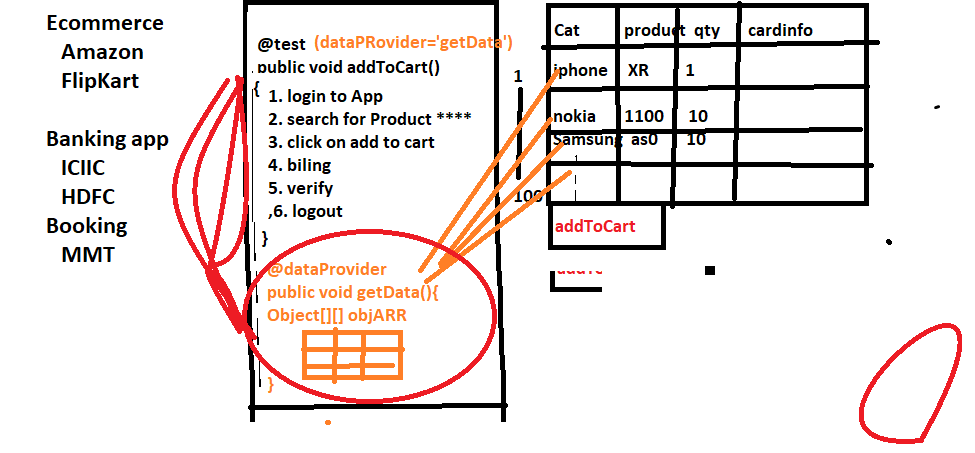 Ecommerce
Amazon
FlipKart
Banking app
ICIIC
HDFC
Booking
MMT
@test (dataPRovider='getData')
public void addToCart()
{
1. login to App
2. search for Product ****
3. click on add to cart
4. biling
5. verify
,6. logout
}
@dataProvider
public void getData(){
Object[][] objARR
}
1
100
Cat product qty cardinfo
iphone XR 1
nokia 1100 10
Samsung as0 10
addToCart